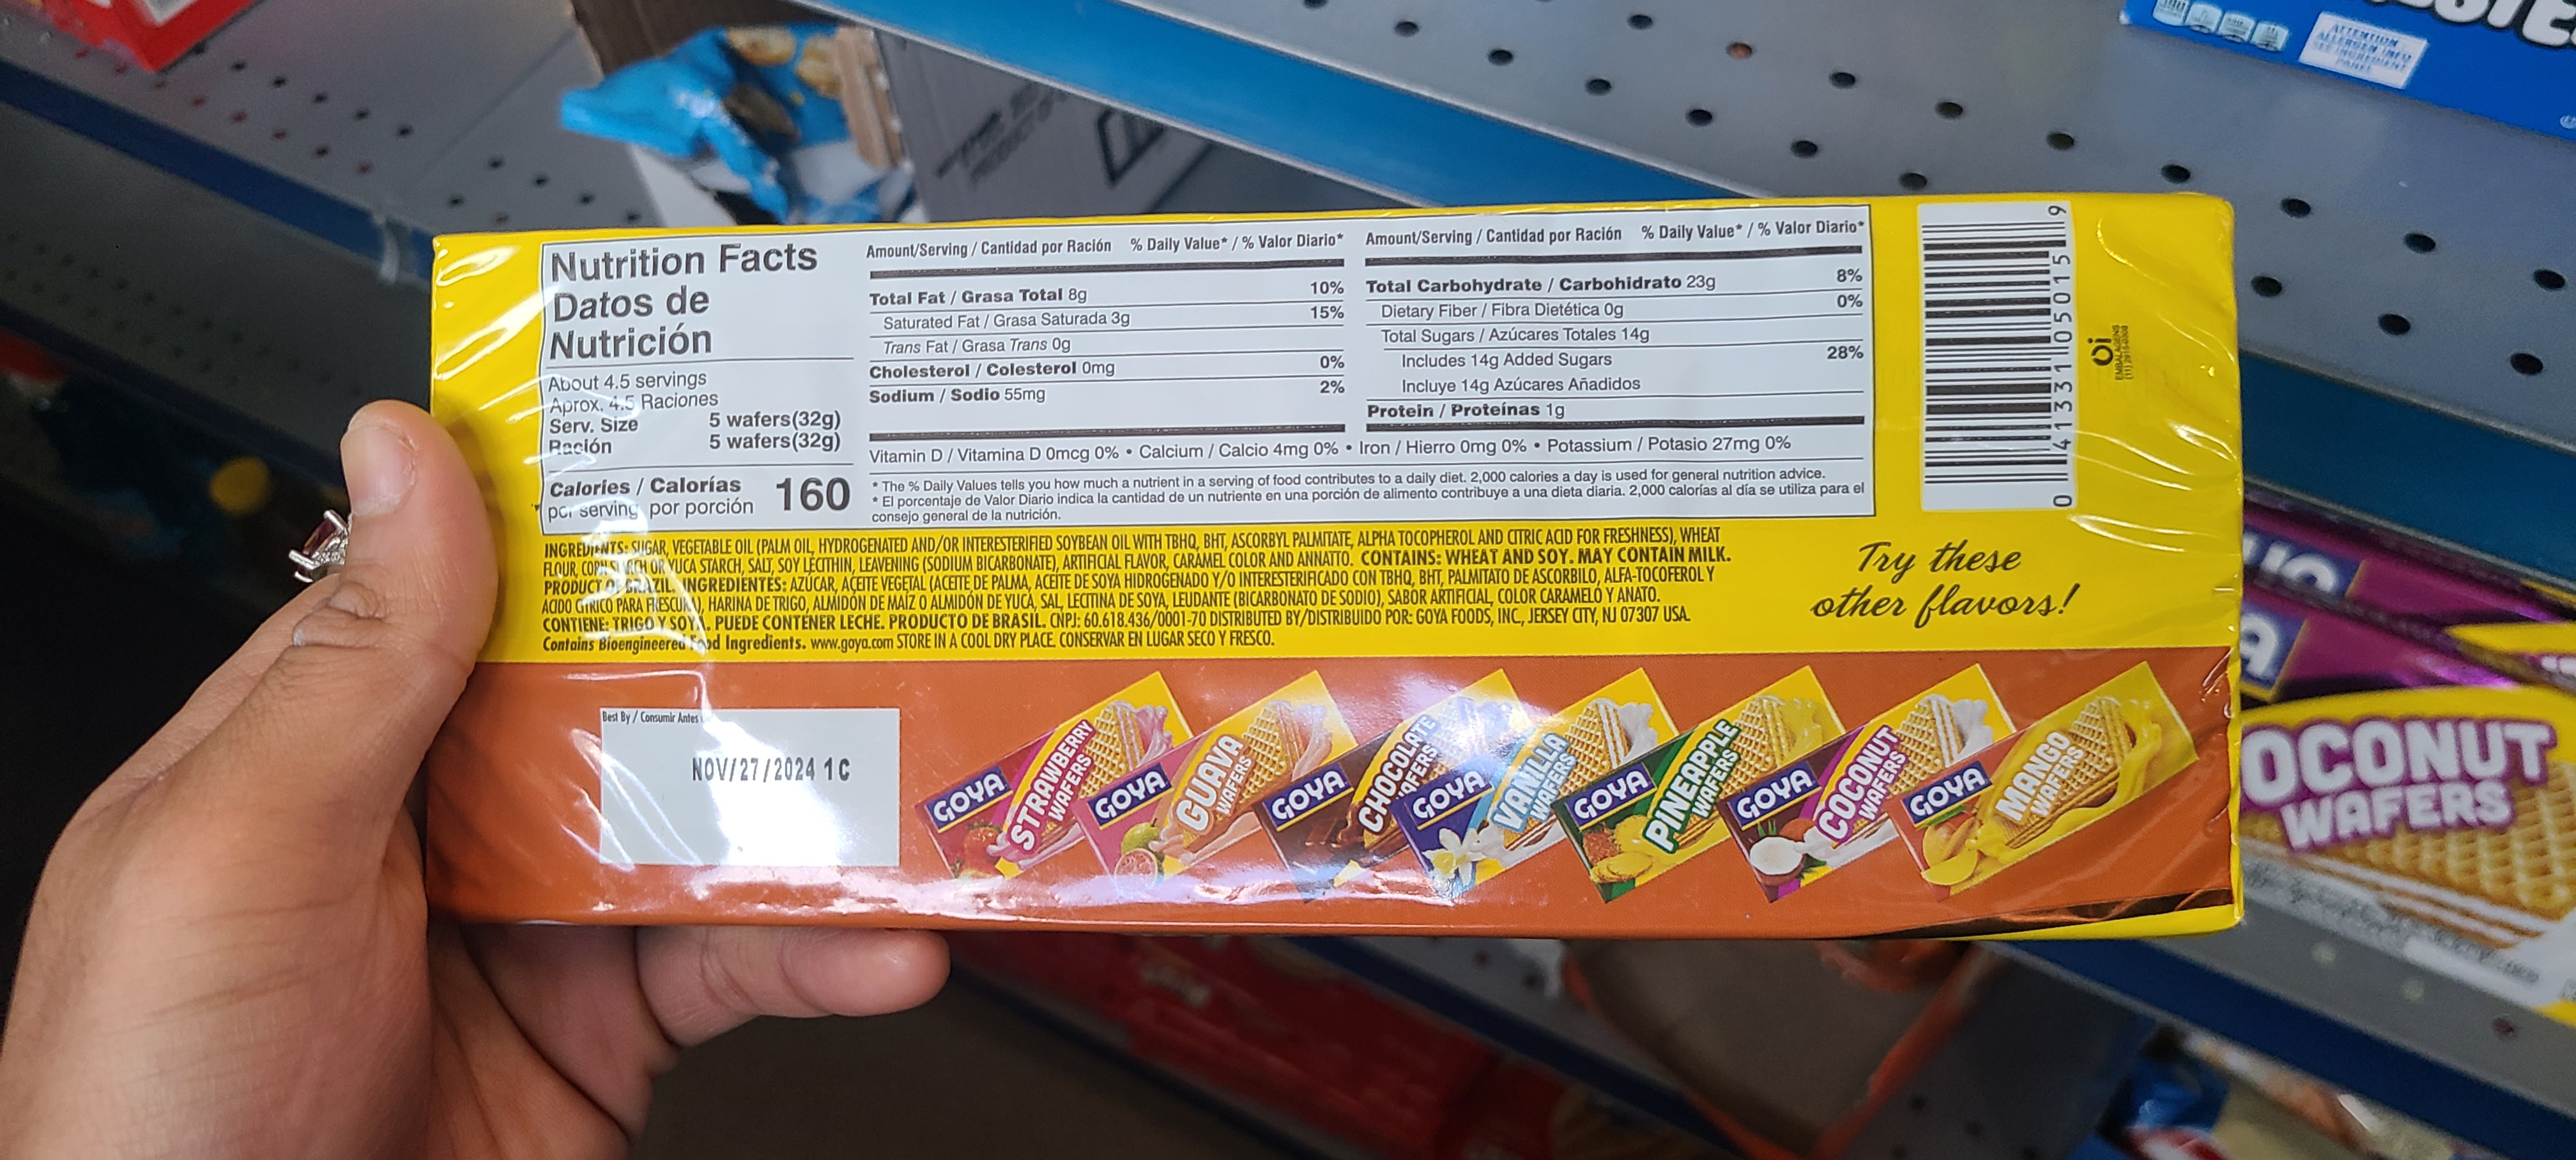 ATTENTION
ALLERGEN INFO
SEE INGREDIENT
PANEL
Nutrition Facts
Datos de
Nutrición
About 4.5 servings
Aprox. 4.5 Raciones
Serv. Size 5 wafers(32g)
Ración 5 wafers(32g)
Calories / Calorías 160
per serving por porción
Amount/Serving / Cantidad por Ración % Daily Value* / % Valor Diario*
Total Fat / Grasa Total 8g 10%
Saturated Fat / Grasa Saturada 3g 15%
Trans Fat / Grasa Trans 0g
Cholesterol / Colesterol 0mg 0%
Sodium / Sodio 55mg 2%
Amount/Serving / Cantidad por Ración % Daily Value* / % Valor Diario*
Total Carbohydrate / Carbohidrato 23g 8%
Dietary Fiber / Fibra Dietética 0g 0%
Total Sugars / Azúcares Totales 14g
Includes 14g Added Sugars 28%
Incluye 14g Azúcares Añadidos
Protein / Proteínas 1g
Vitamin D / Vitamina D 0mcg 0% • Calcium / Calcio 4mg 0% • Iron / Hierro 0mg 0% • Potassium / Potasio 27mg 0%
* The % Daily Values tells you how much a nutrient in a serving of food contributes to a daily diet. 2,000 calories a day is used for general nutrition advice.
* El porcentaje de Valor Diario indica la cantidad de un nutriente en una porción de alimento contribuye a una dieta diaria. 2,000 calorías al día se utiliza para el
consejo general de la nutrición.
0 41331 05015 9
INGREDIENTS: SUGAR, VEGETABLE OIL (PALM OIL, HYDROGENATED AND/OR INTERESTERIFIED SOYBEAN OIL WITH TBHQ, BHT, ASCORBYL PALMITATE, ALPHA TOCOPHEROL AND CITRIC ACID FOR FRESHNESS), WHEAT
FLOUR, CORN STARCH OR YUCA STARCH, SALT, SOY LECITHIN, LEAVENING (SODIUM BICARBONATE), ARTIFICIAL FLAVOR, CARAMEL COLOR AND ANNATTO. CONTAINS: WHEAT AND SOY. MAY CONTAIN MILK.
PRODUCT OF BRAZIL. INGREDIENTES: AZÚCAR, ACEITE VEGETAL (ACEITE DE PALMA, ACEITE DE SOYA HIDROGENADO Y/O INTERESTERIFICADO CON TBHQ, BHT, PALMITATO DE ASCORBILO, ALFA-TOCOFEROL Y
ÁCIDO CÍTRICO PARA FRESCURA), HARINA DE TRIGO, ALMIDÓN DE MAÍZ O ALMIDÓN DE YUCA, SAL, LECITINA DE SOYA, LEUDANTE (BICARBONATO DE SODIO), SABOR ARTIFICIAL, COLOR CARAMELO Y ANATO.
CONTIENE: TRIGO Y SOYA. PUEDE CONTENER LECHE. PRODUCTO DE BRASIL. CNPJ: 60.618.436/0001-70 DISTRIBUTED BY/DISTRIBUIDO POR: GOYA FOODS, INC., JERSEY CITY, NJ 07307 USA.
Contains Bioengineered Food Ingredients. www.goya.com STORE IN A COOL DRY PLACE. CONSERVAR EN LUGAR SECO Y FRESCO.
Try these
other flavors!
Best By / Consumir Antes
NOV/27/2024 1C
GOYA STRAWBERRY WAFERS
GOYA GUAVA WAFERS
GOYA CHOCOLATE WAFERS
GOYA VANILLA WAFERS
GOYA PINEAPPLE WAFERS
GOYA COCONUT WAFERS
GOYA MANGO WAFERS
OCONUT
WAFERS